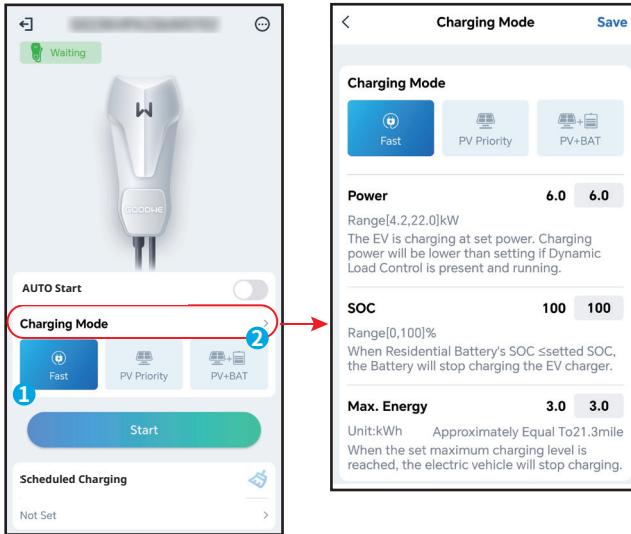 Waiting
GOODWE
AUTO Start
Charging Mode
2
Fast
PV Priority
PV+BAT
1
Start
Scheduled Charging
Not Set
Charging Mode
Save
Charging Mode
Fast
PV Priority
PV+BAT
Power 6.0 6.0
Range[4.2,22.0]kW
The EV is charging at set power. Charging
power will be lower than setting if Dynamic
Load Control is present and running.
SOC 100 100
Range[0,100]%
When Residential Battery's SOC ≤setted SOC,
the Battery will stop charging the EV charger.
Max. Energy 3.0 3.0
Unit:kWh Approximately Equal To21.3mile
When the set maximum charging level is
reached, the electric vehicle will stop charging.